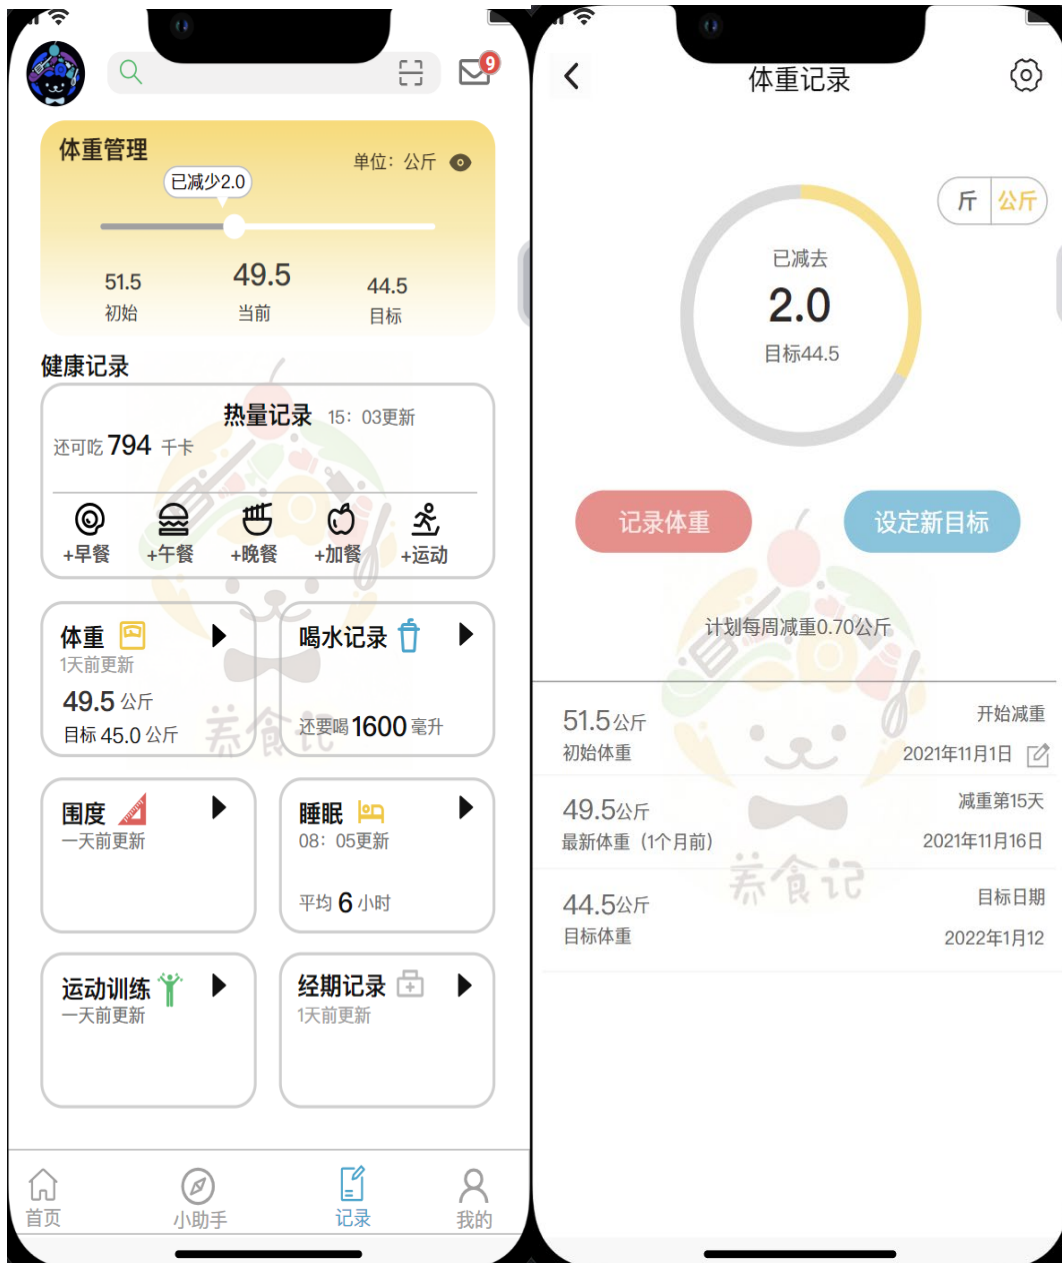 9
体重管理
单位：公斤
已减少2.0
51.5
49.5
44.5
初始
当前
目标
健康记录
热量记录 15：03更新
还可吃 794 千卡
+早餐 +午餐 +晚餐 +加餐 +运动
体重
1天前更新
49.5 公斤
目标 45.0 公斤
喝水记录
还要喝1600毫升
围度
一天前更新
睡眠
08：05更新
平均 6 小时
运动训练
一天前更新
经期记录
1天前更新
养食记
首页
小助手
记录
我的
体重记录
斤 公斤
已减去
2.0
目标44.5
记录体重
设定新目标
计划每周减重0.70公斤
51.5公斤
初始体重
开始减重
2021年11月1日
49.5公斤
最新体重（1个月前）
减重第15天
2021年11月16日
44.5公斤
目标体重
目标日期
2022年1月12
养食记